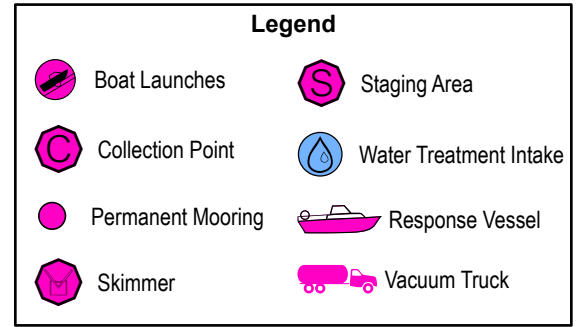 Legend
Boat Launches
S
Staging Area
C
Collection Point
Water Treatment Intake
Permanent Mooring
Response Vessel
Skimmer
Vacuum Truck